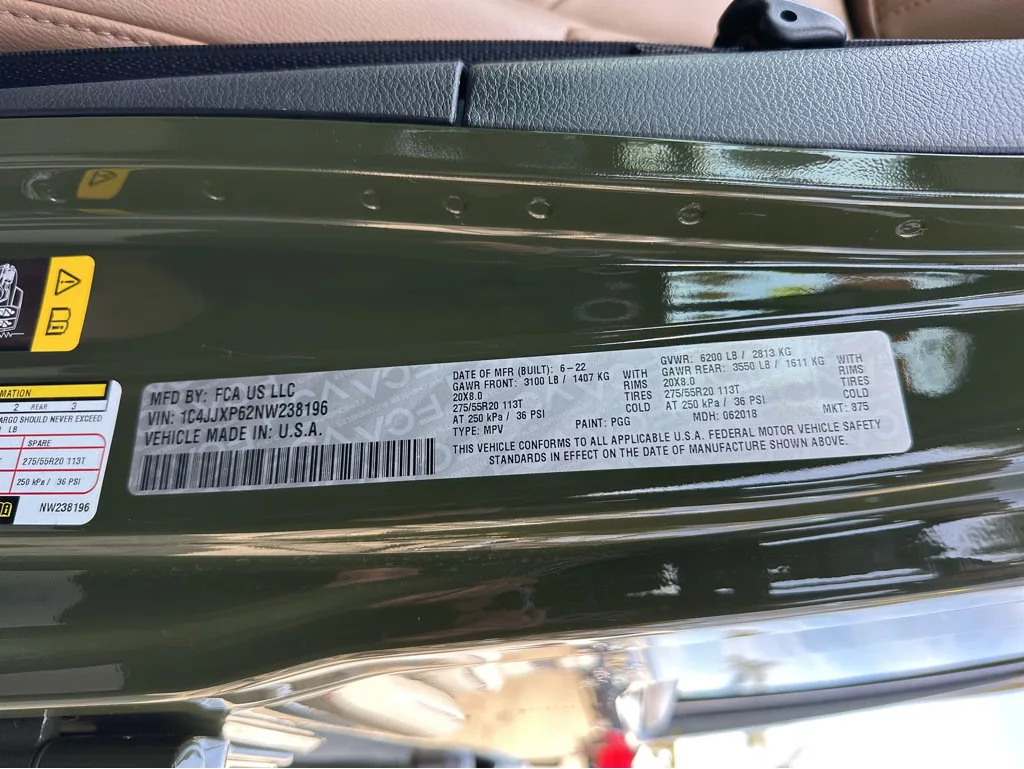 MFD BY: FCA US LLC
VIN: 1C4JJXP62NW238196
VEHICLE MADE IN: U.S.A.
DATE OF MFR (BUILT): 6-22
GAWR FRONT: 3100 LB / 1407 KG
20X8.0
275/55R20 113T
AT 250 kPa / 36 PSI
TYPE: MPV
WITH
RIMS
TIRES
COLD
PAINT: PGG
GVWR: 6200 LB / 2813 KG
GAWR REAR: 3550 LB / 1611 KG
20X8.0
275/55R20 113T
AT 250 kPa / 36 PSI
MDH: 062018
WITH
RIMS
TIRES
COLD
MKT: 875
THIS VEHICLE CONFORMS TO ALL APPLICABLE U.S.A. FEDERAL MOTOR VEHICLE SAFETY
STANDARDS IN EFFECT ON THE DATE OF MANUFACTURE SHOWN ABOVE.
2 REAR 3
SHOULD NEVER EXCEED
LB
SPARE
275/55R20 113T
250 kPa / 36 PSI
NW238196